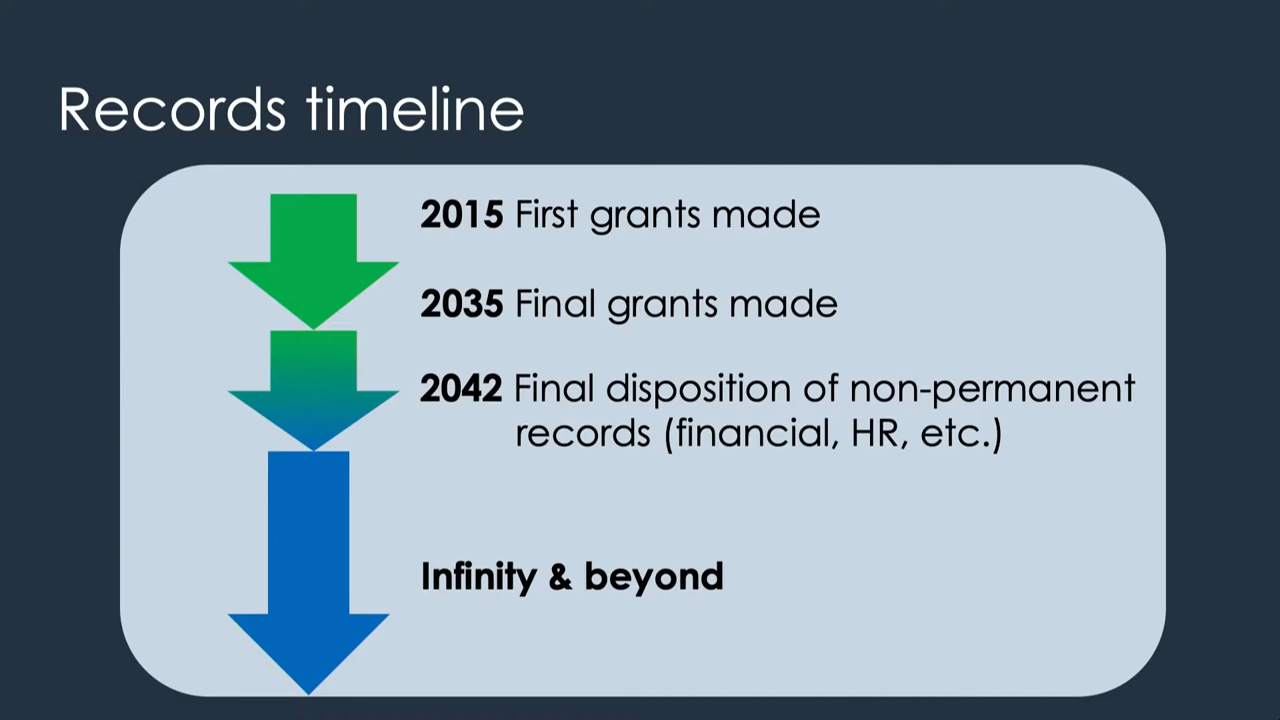 Records timeline
2015 First grants made
2035 Final grants made
2042 Final disposition of non-permanent
records (financial, HR, etc.)
Infinity & beyond